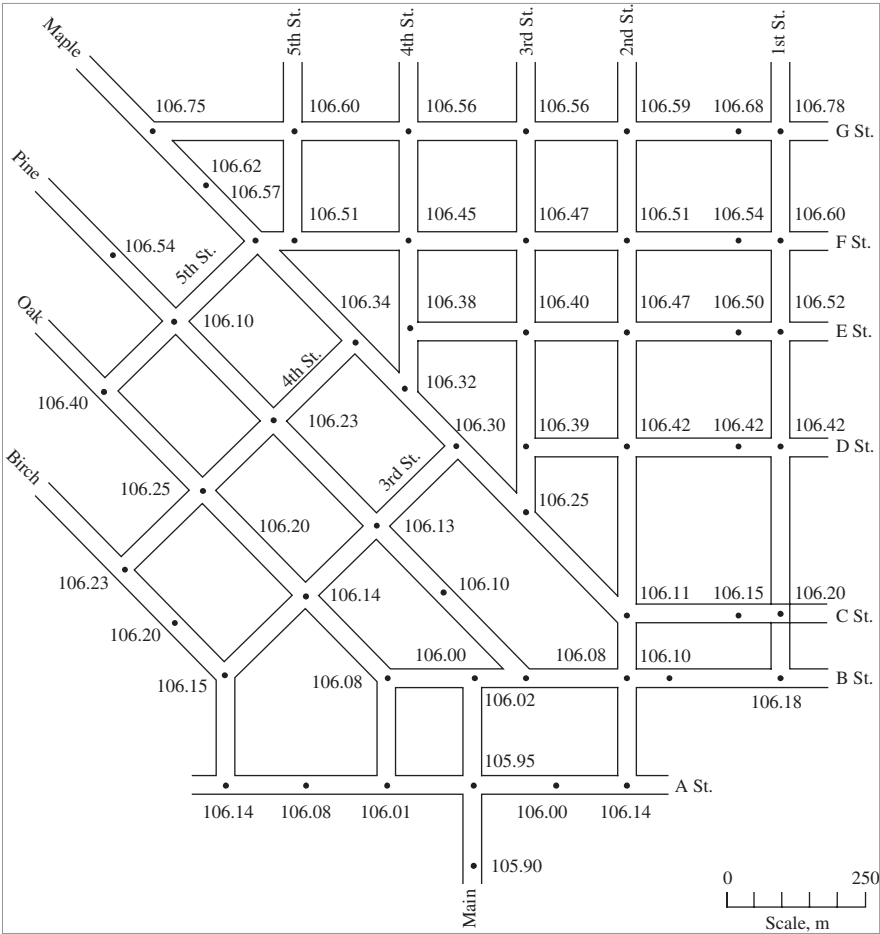 Maple
5th St.
4th St.
3rd St.
2nd St.
1st St.
106.75
106.60
106.56
106.56
106.59
106.68
106.78
G St.
Pine
106.62
106.57
106.51
106.45
106.47
106.51
106.54
106.60
F St.
106.54
5th St.
Oak
106.10
106.34
106.38
106.40
106.47
106.50
106.52
E St.
4th St.
106.40
106.32
106.23
106.30
106.39
106.42
106.42
106.42
D St.
Birch
106.25
3rd St.
106.25
106.20
106.13
106.23
106.10
106.14
106.11
106.15
106.20
C St.
106.20
106.15
106.08
106.00
106.08
106.10
B St.
106.02
106.18
105.95
A St.
106.14
106.08
106.01
106.00
106.14
105.90
Main
0
250
Scale, m